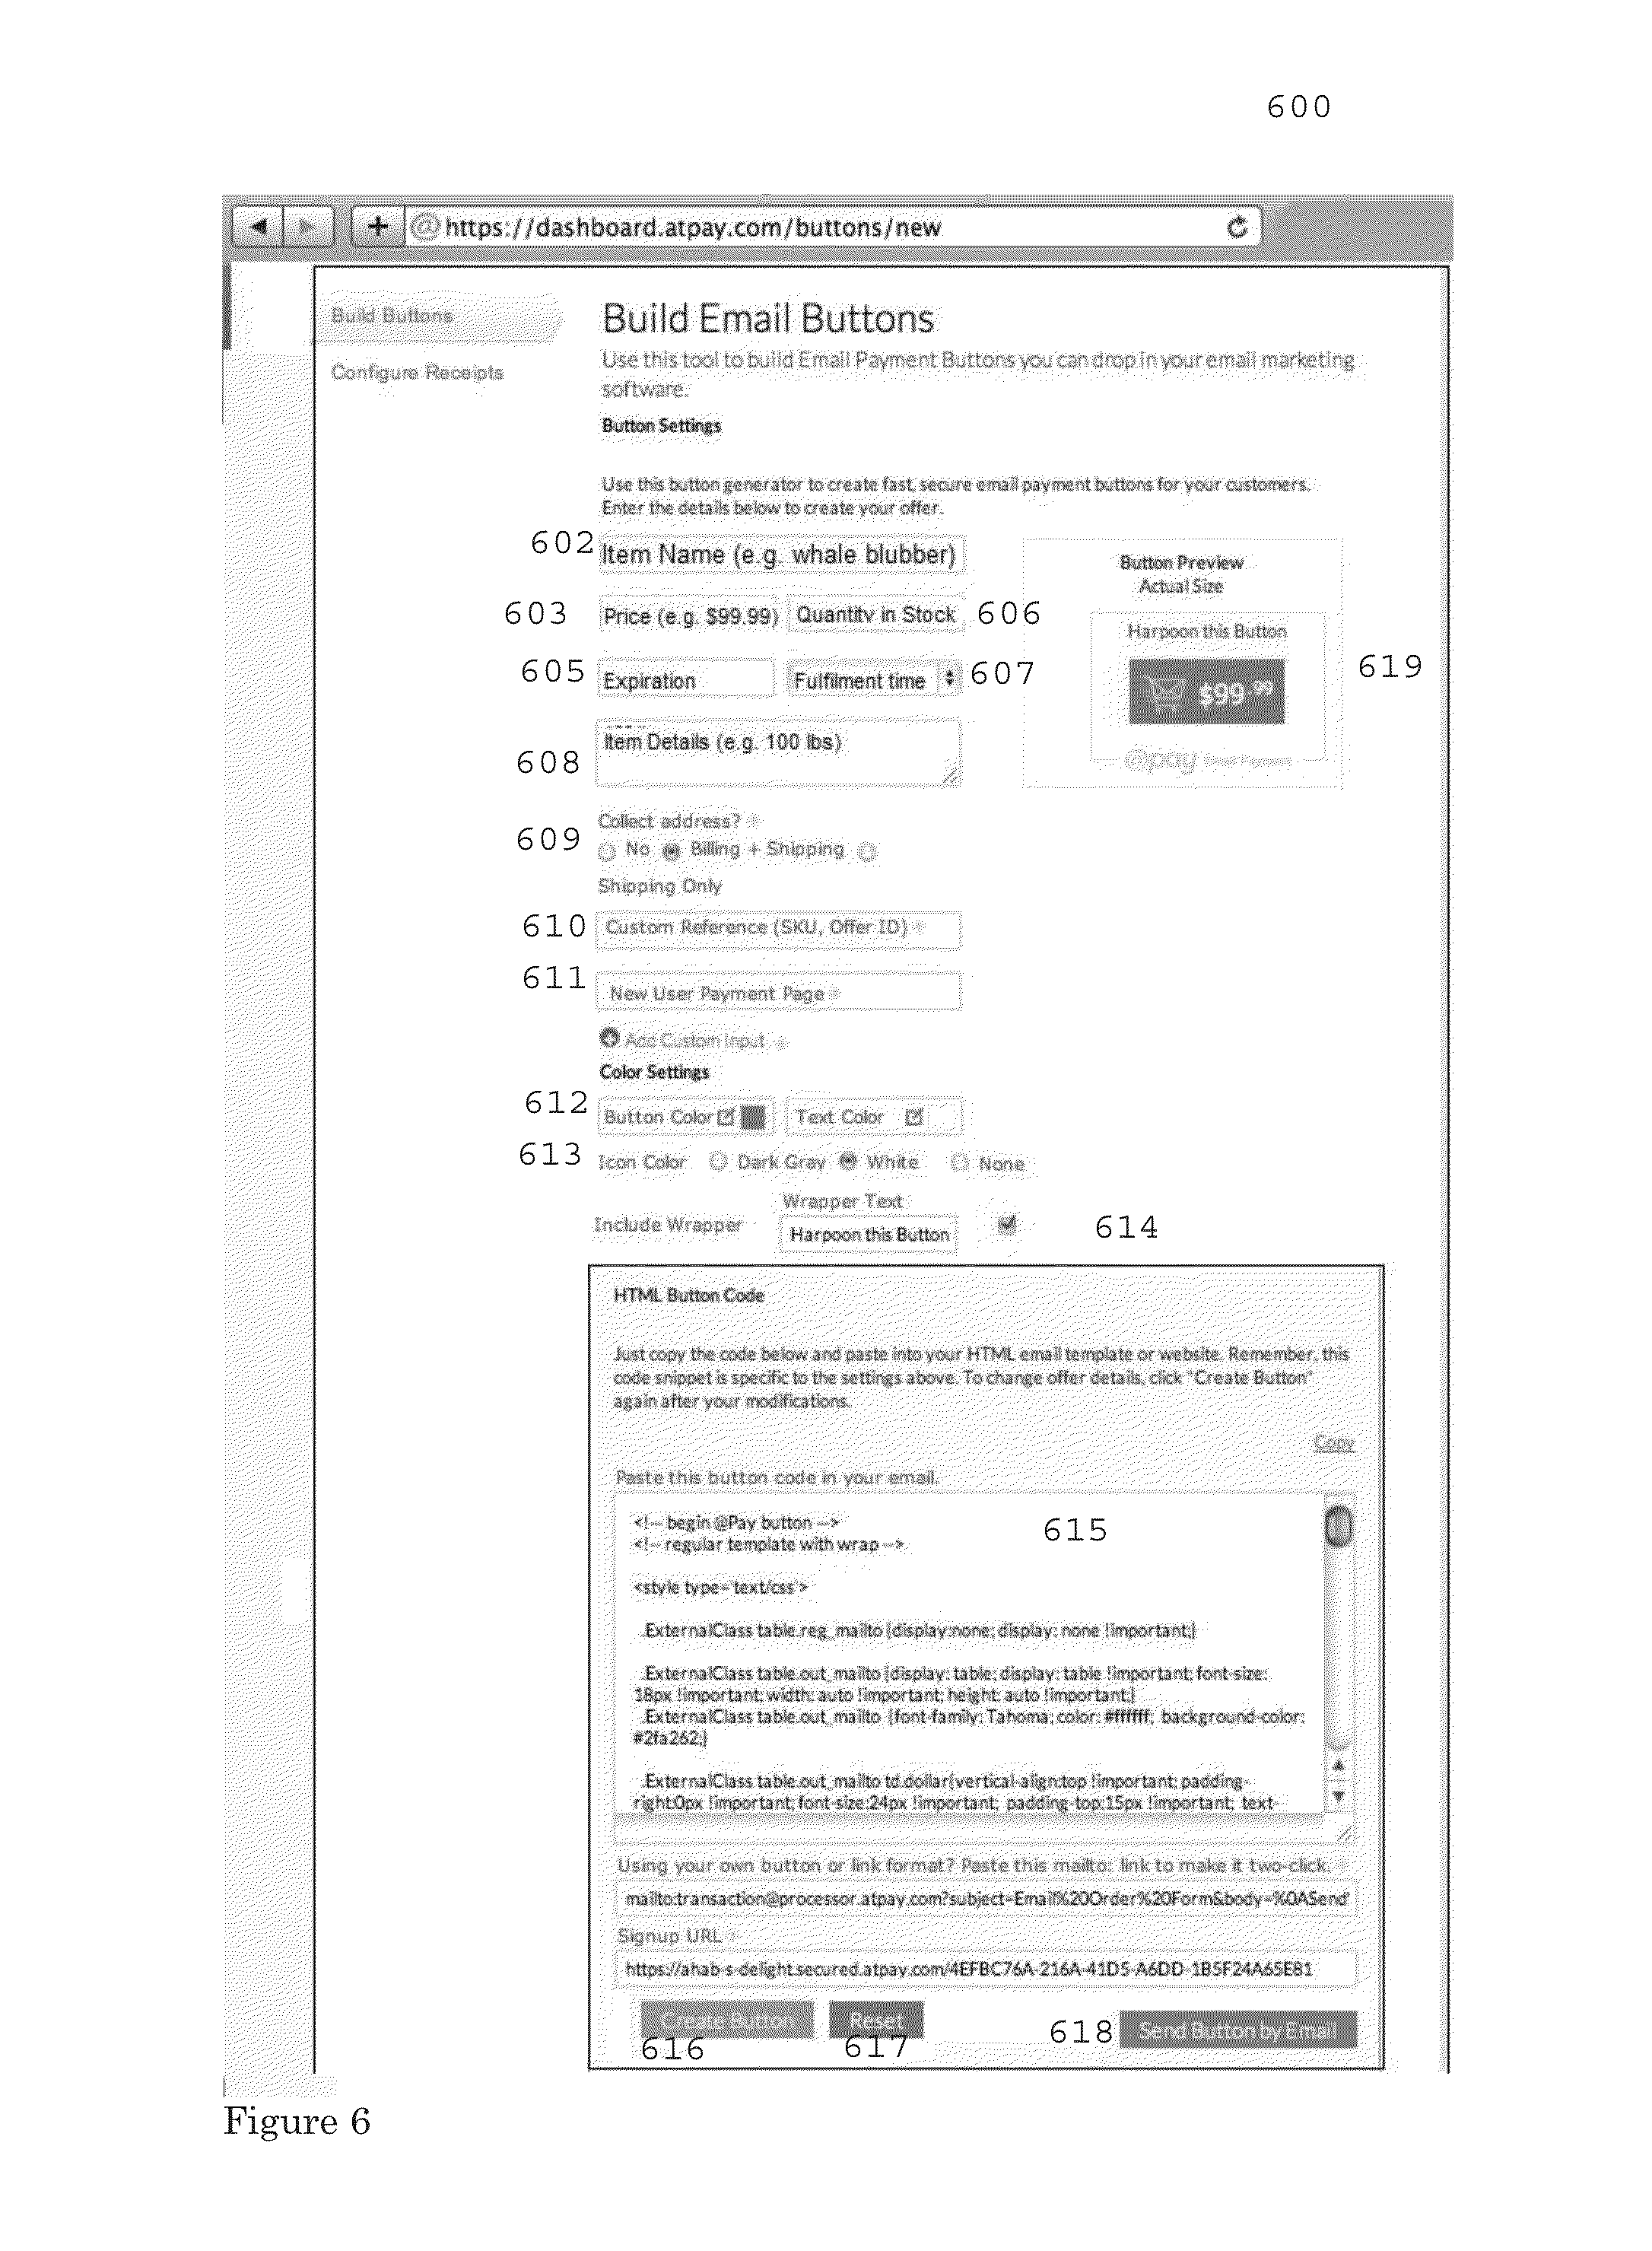 600
@https://dashboard.atpay.com/buttons/new
Build Buttons
Configure Receipts
Build Email Buttons
Use this tool to build Email Payment Buttons you can drop in your email marketing
software.
Button Settings
Use this button generator to create fast, secure email payment buttons for your customers.
Enter the details below to create your offer.
602 Item Name (e.g. whale blubber)
603 Price (e.g. $99.99) Quantity in Stock 606
605 Expiration Fulfilment time 607
608 Item Details (e.g. 100 lbs)
Button Preview
Actual Size
Harpoon this Button
$99.99
619
@pay
609 Collect address?
No Billing + Shipping
Shipping Only
610 Custom Reference (SKU, Offer ID)
611 New User Payment Page
Add Custom Input
Color Settings
612 Button Color Text Color
613 Icon Color Dark Gray White None
Wrapper Text
Include Wrapper Harpoon this Button 614
HTML Button Code
Just copy the code below and paste into your HTML email template or website. Remember, this
code snippet is specific to the settings above. To change offer details, click "Create Button"
again after your modifications.
Copy
Paste this button code in your email.
<!-- begin @Pay button -->
615
<!-- regular template with wrap -->
<style type='text/css'>
.ExternalClass table.reg_mailto {display:none; display: none !important;}
.ExternalClass table.out_mailto {display: table; display: table !important; font-size:
18px !important; width: auto !important; height: auto !important;}
.ExternalClass table.out_mailto {font-family: Tahoma; color: #ffffff; background-color:
#2fa262;}
.ExternalClass table.out_mailto td.dollar{vertical-align:top !important; padding-
right:0px !important; font-size:24px !important; padding-top:15px !important; text-
Using your own button or link format? Paste this mailto: link to make it two-click.
mailto:transaction@processor.atpay.com?subject=Email%20Order%20Form&body=%0ASend'
Signup URL
https://ahab-s-delight.secured.atpay.com/4EFBC76A-216A-41D5-A6DD-1B5F24A65E81
Create Button Reset 618 Send Button by Email
616 617
Figure 6